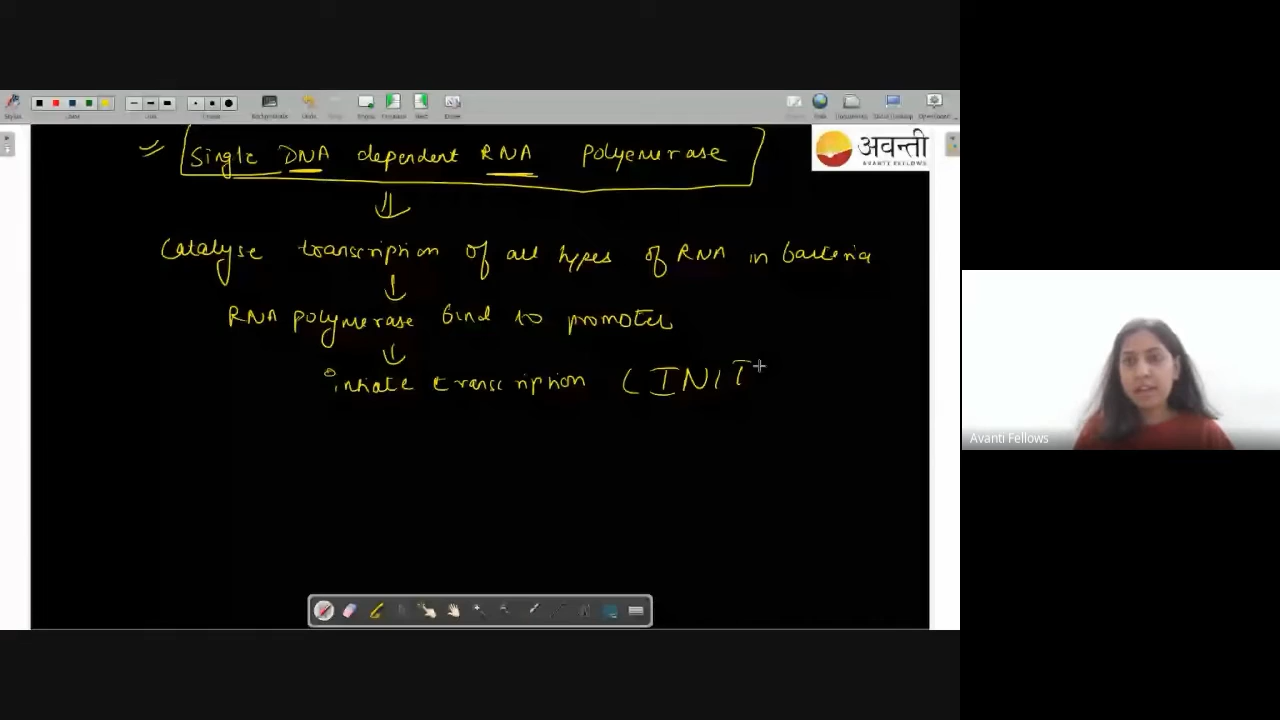 Single DNA dependent RNA polymerase
अवन्ती
AVANTI FELLOWS
Catalyse transcription of all types of RNA in bacteria
RNA polymerase bind to promoter
initiate transcription (INIT
Avanti Fellows